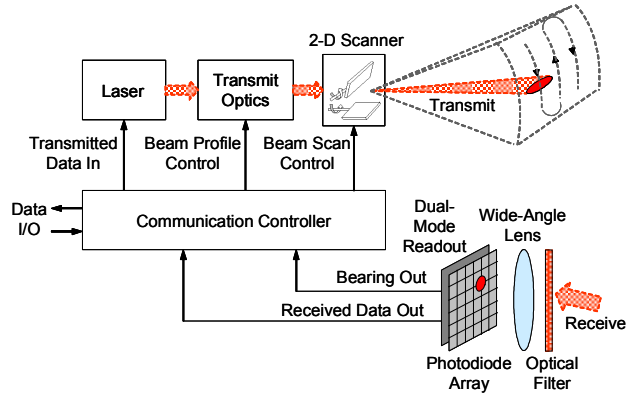 2-D Scanner
Laser
Transmit
Optics
Transmit
Transmitted
Data In
Beam Profile
Control
Beam Scan
Control
Data
I/O
Communication Controller
Dual-
Mode
Readout
Wide-Angle
Lens
Bearing Out
Received Data Out
Receive
Photodiode
Array
Optical
Filter